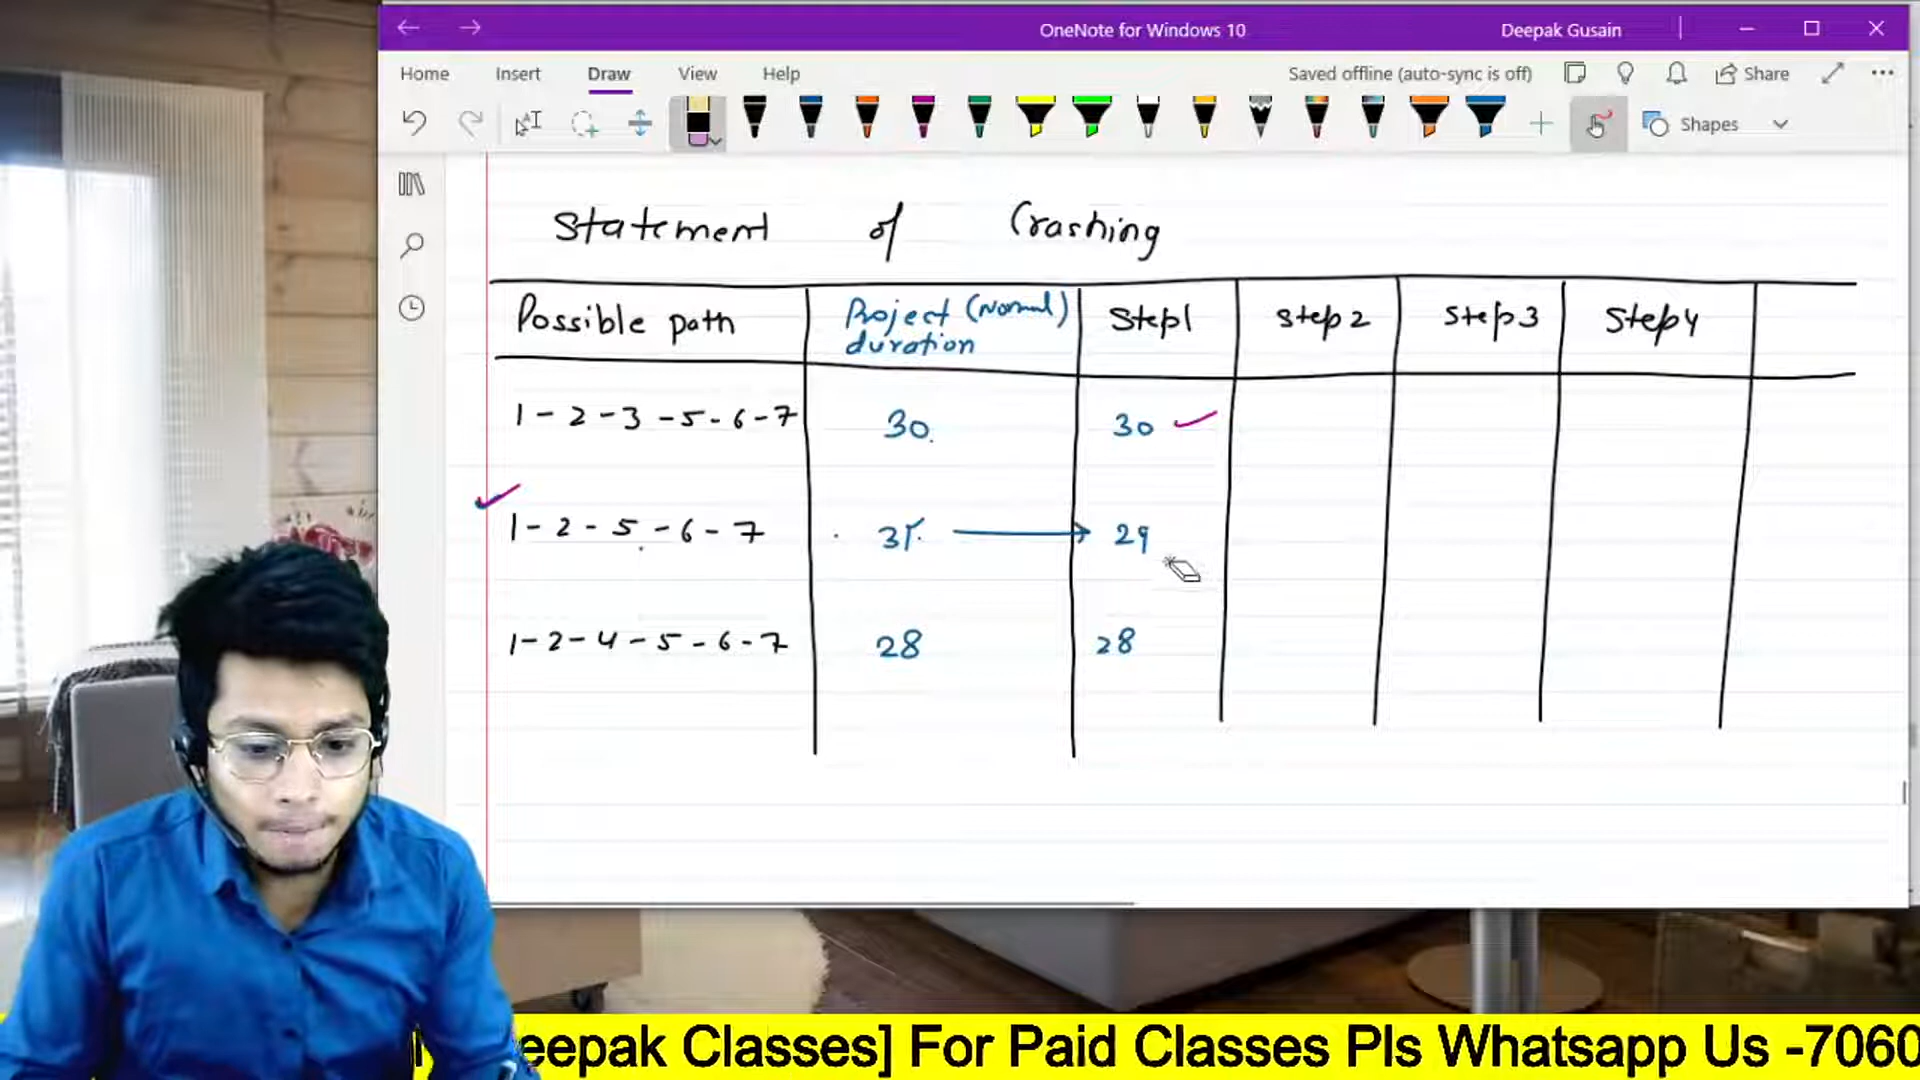 OneNote for Windows 10
Deepak Gusain
Home Insert Draw View Help
Saved offline (auto-sync is off)
Share
Shapes
Statement of Crashing
Possible path
Project (Normal)
duration
Step1
Step2
Step3
Step4
1 - 2 - 3 - 5 - 6 - 7 30 30
1 - 2 - 5 - 6 - 7 31 29
1 - 2 - 4 - 5 - 6 - 7 28 28
eepak Classes] For Paid Classes Pls Whatsapp Us -7060